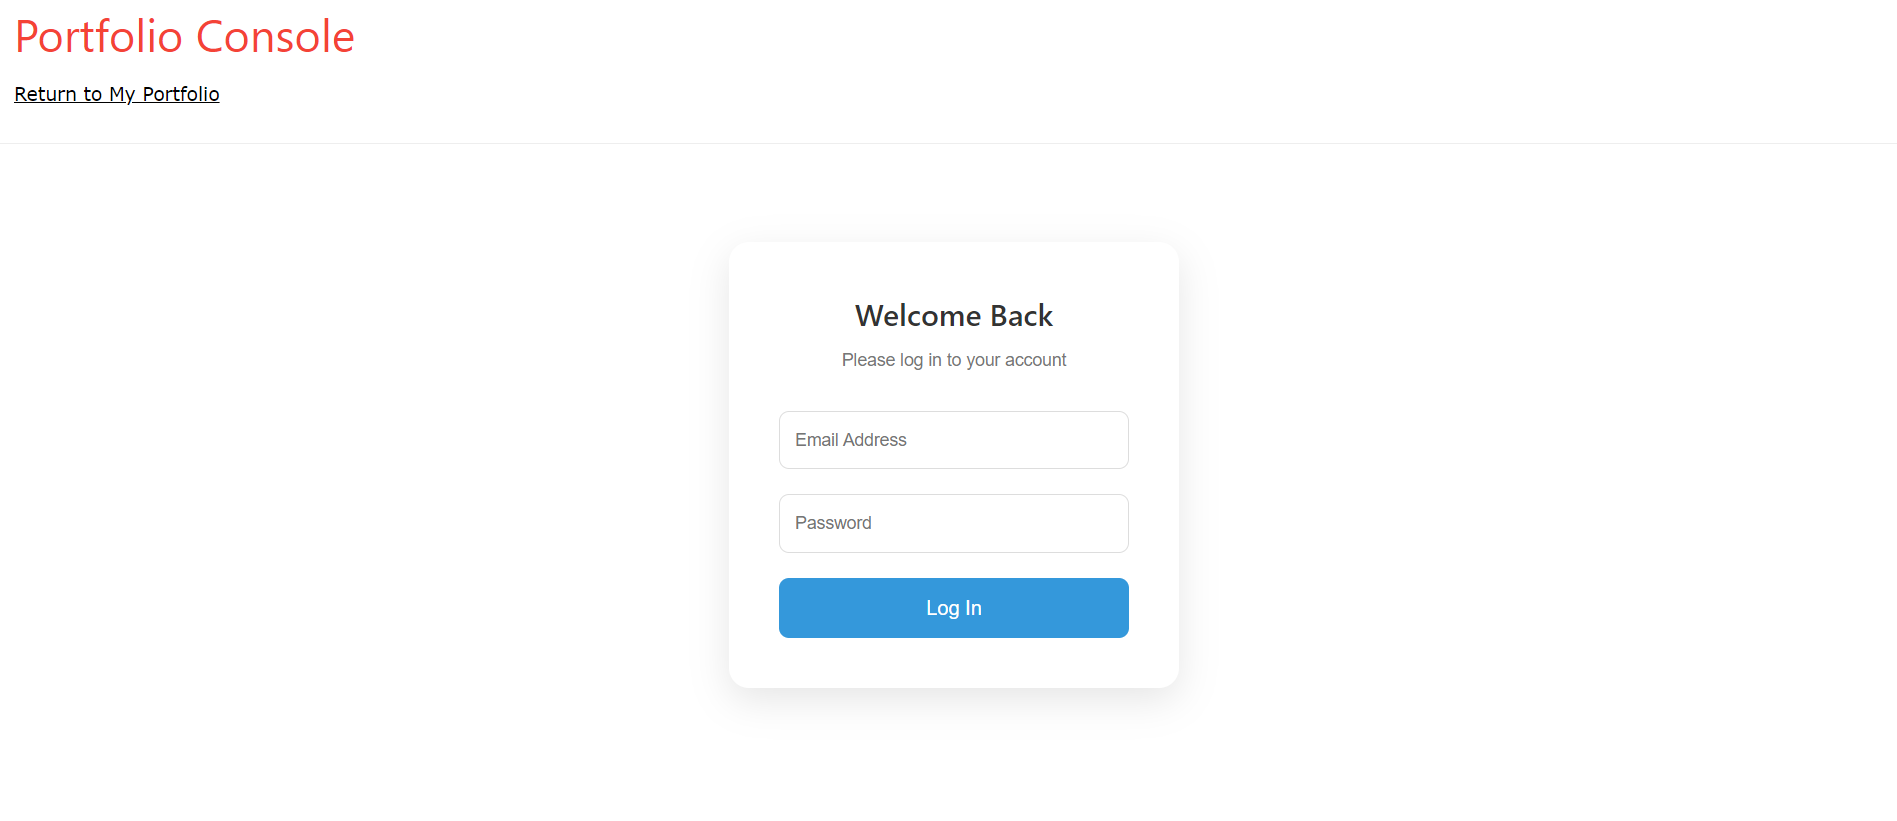 Portfolio Console
Return to My Portfolio
Welcome Back
Please log in to your account
Email Address
Password
Log In